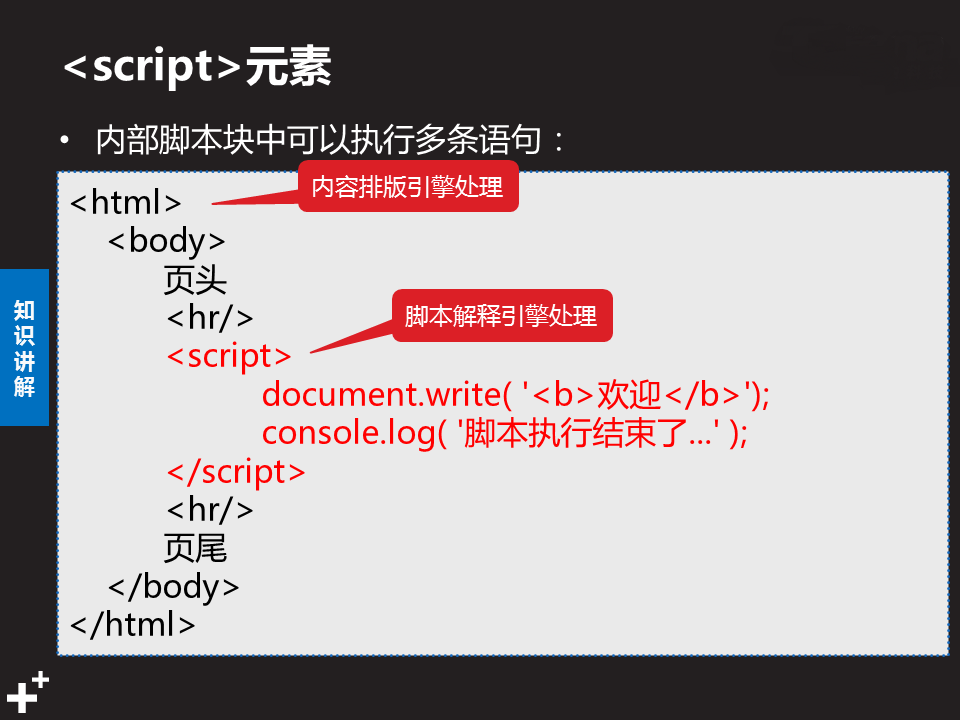 <script>元素
• 内部脚本块中可以执行多条语句：
内容排版引擎处理
<html>
<body>
页头
<hr/>
脚本解释引擎处理
<script>
document.write( '<b>欢迎</b>');
console.log( '脚本执行结束了...' );
</script>
<hr/>
页尾
</body>
</html>
知识讲解